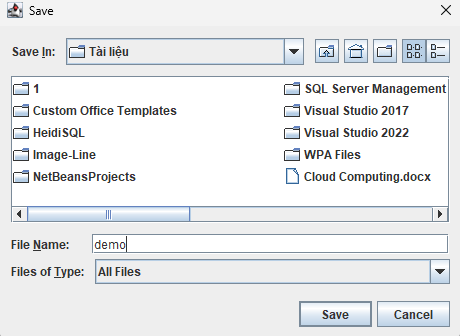 Save
Save In: Tài liệu
1
Custom Office Templates
HeidiSQL
Image-Line
NetBeansProjects
SQL Server Management
Visual Studio 2017
Visual Studio 2022
WPA Files
Cloud Computing.docx
File Name: demo
Files of Type: All Files
Save Cancel